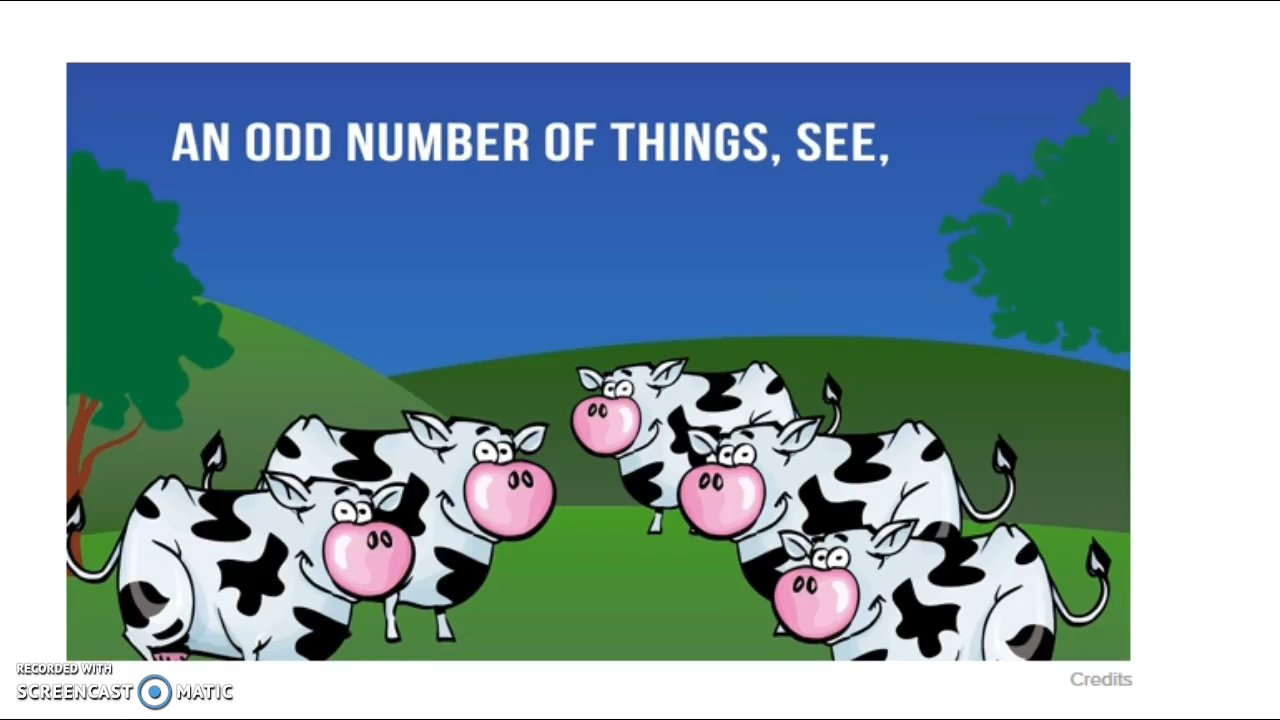 AN ODD NUMBER OF THINGS, SEE,
RECORDED WITH
SCREENCAST MATIC
Credits